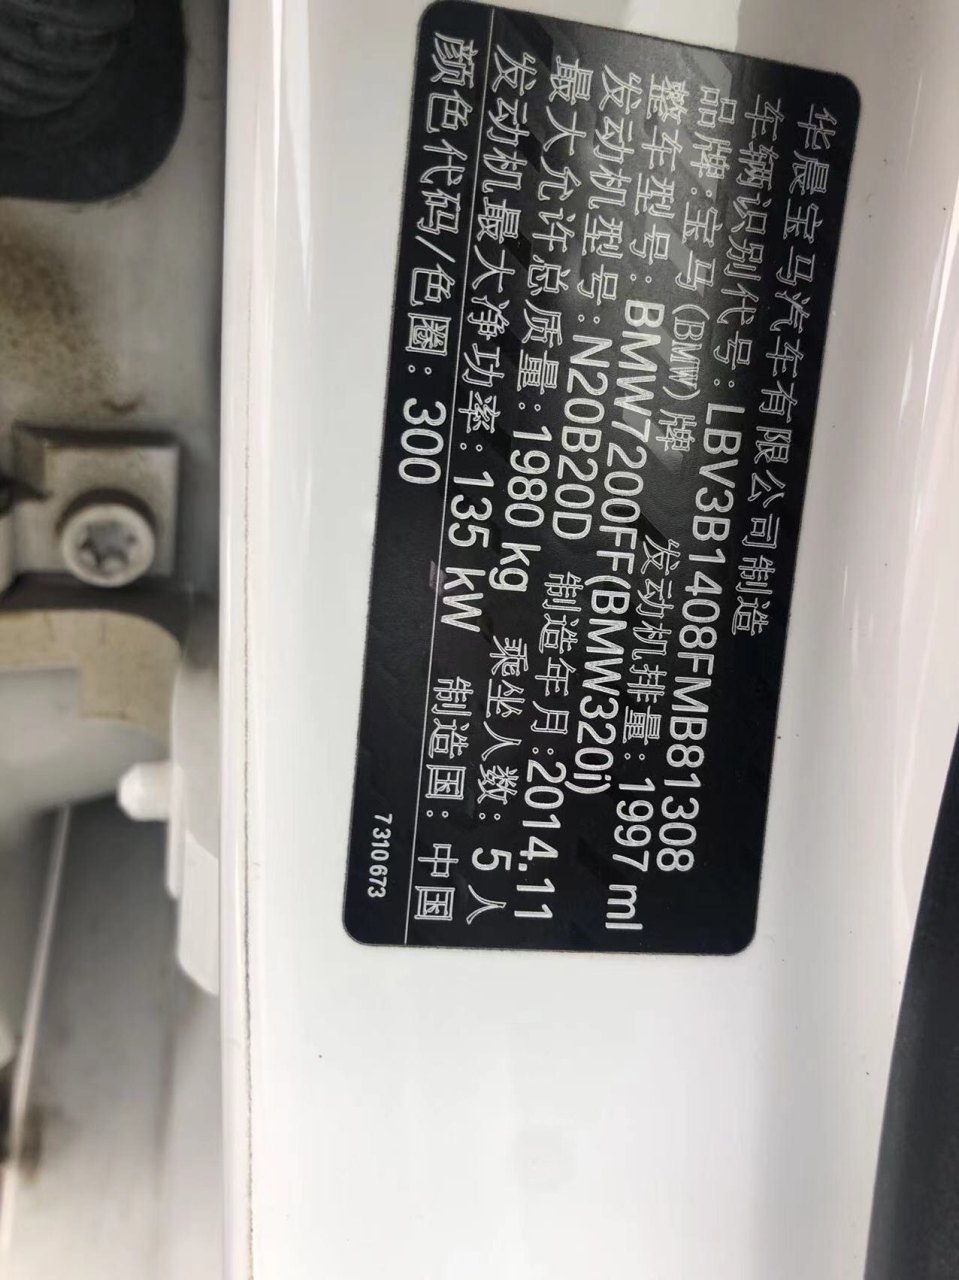 华晨宝马汽车有限公司制造
车辆识别代号:LBV3B1408FMB81308
品牌:宝马(BMW)牌 发动机排量:1997 ml
整车型号:BMW7200FF(BMW320i)
发动机型号:N20B20D 制造年月:2014.11
最大允许总质量:1980 kg 乘坐人数:5人
发动机最大净功率:135 kW 制造国:中国
颜色代码/色圈:300
7310673